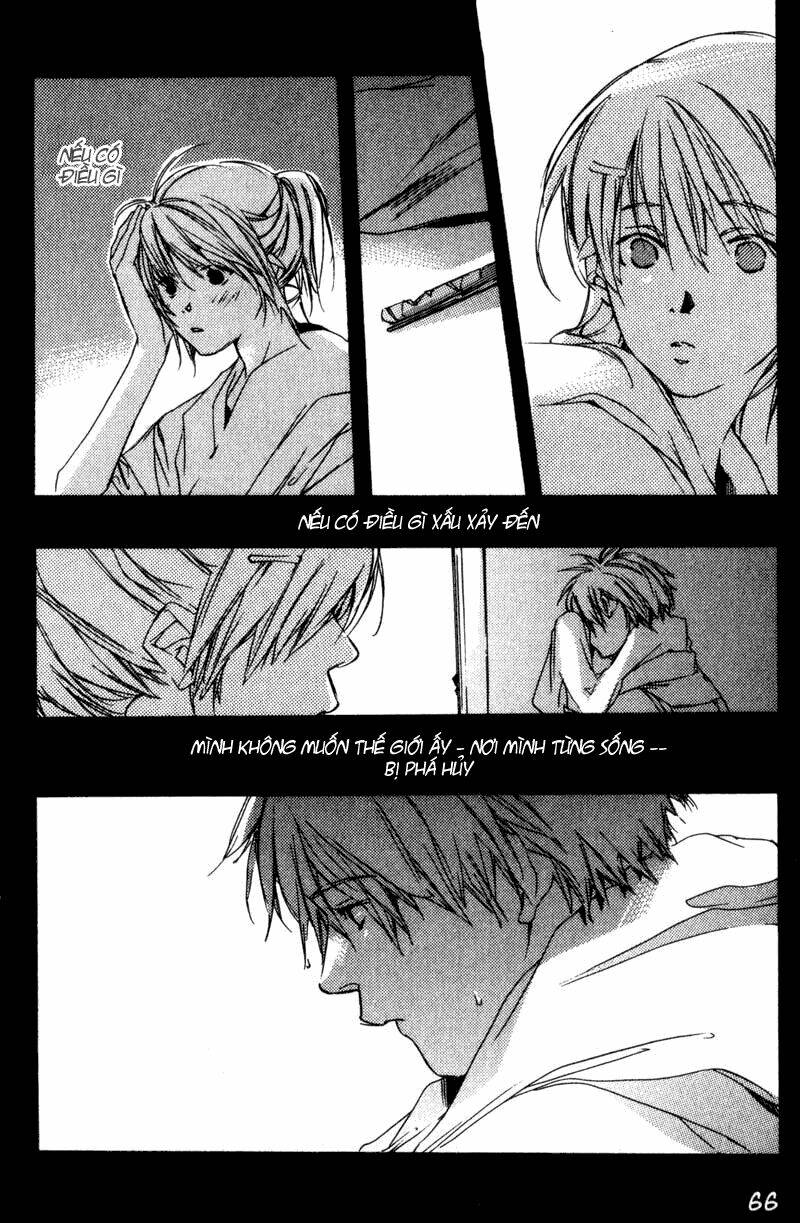 NẾU CÓ
ĐIỀU GÌ
NẾU CÓ ĐIỀU GÌ XẤU XẢY ĐẾN
MÌNH KHÔNG MUỐN THẾ GIỚI ẤY - NƠI MÌNH TỪNG SỐNG --
BỊ PHÁ HỦY
66